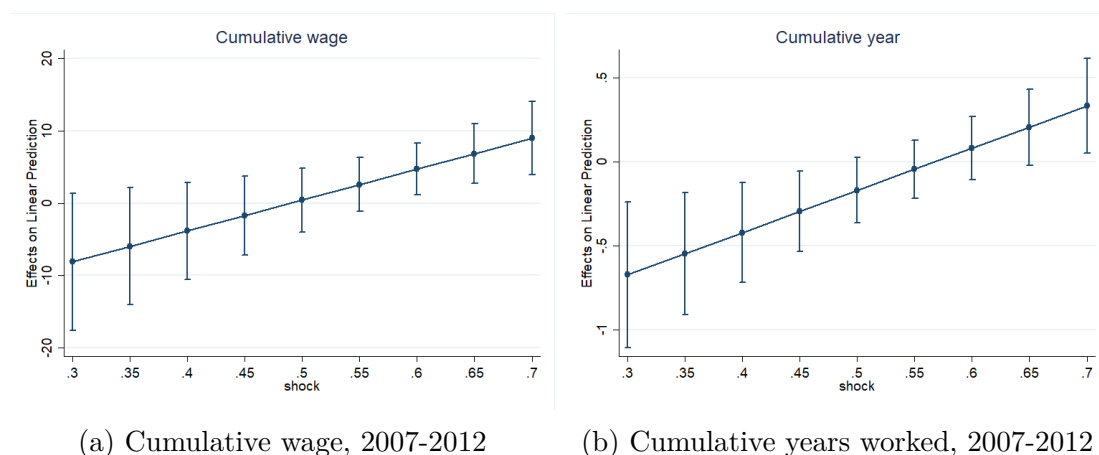 Cumulative wage
Effects on Linear Prediction
20
10
0
-10
-20
.3 .35 .4 .45 .5 .55 .6 .65 .7
shock
(a) Cumulative wage, 2007-2012
Cumulative year
Effects on Linear Prediction
.5
0
-.5
-1
.3 .35 .4 .45 .5 .55 .6 .65 .7
shock
(b) Cumulative years worked, 2007-2012